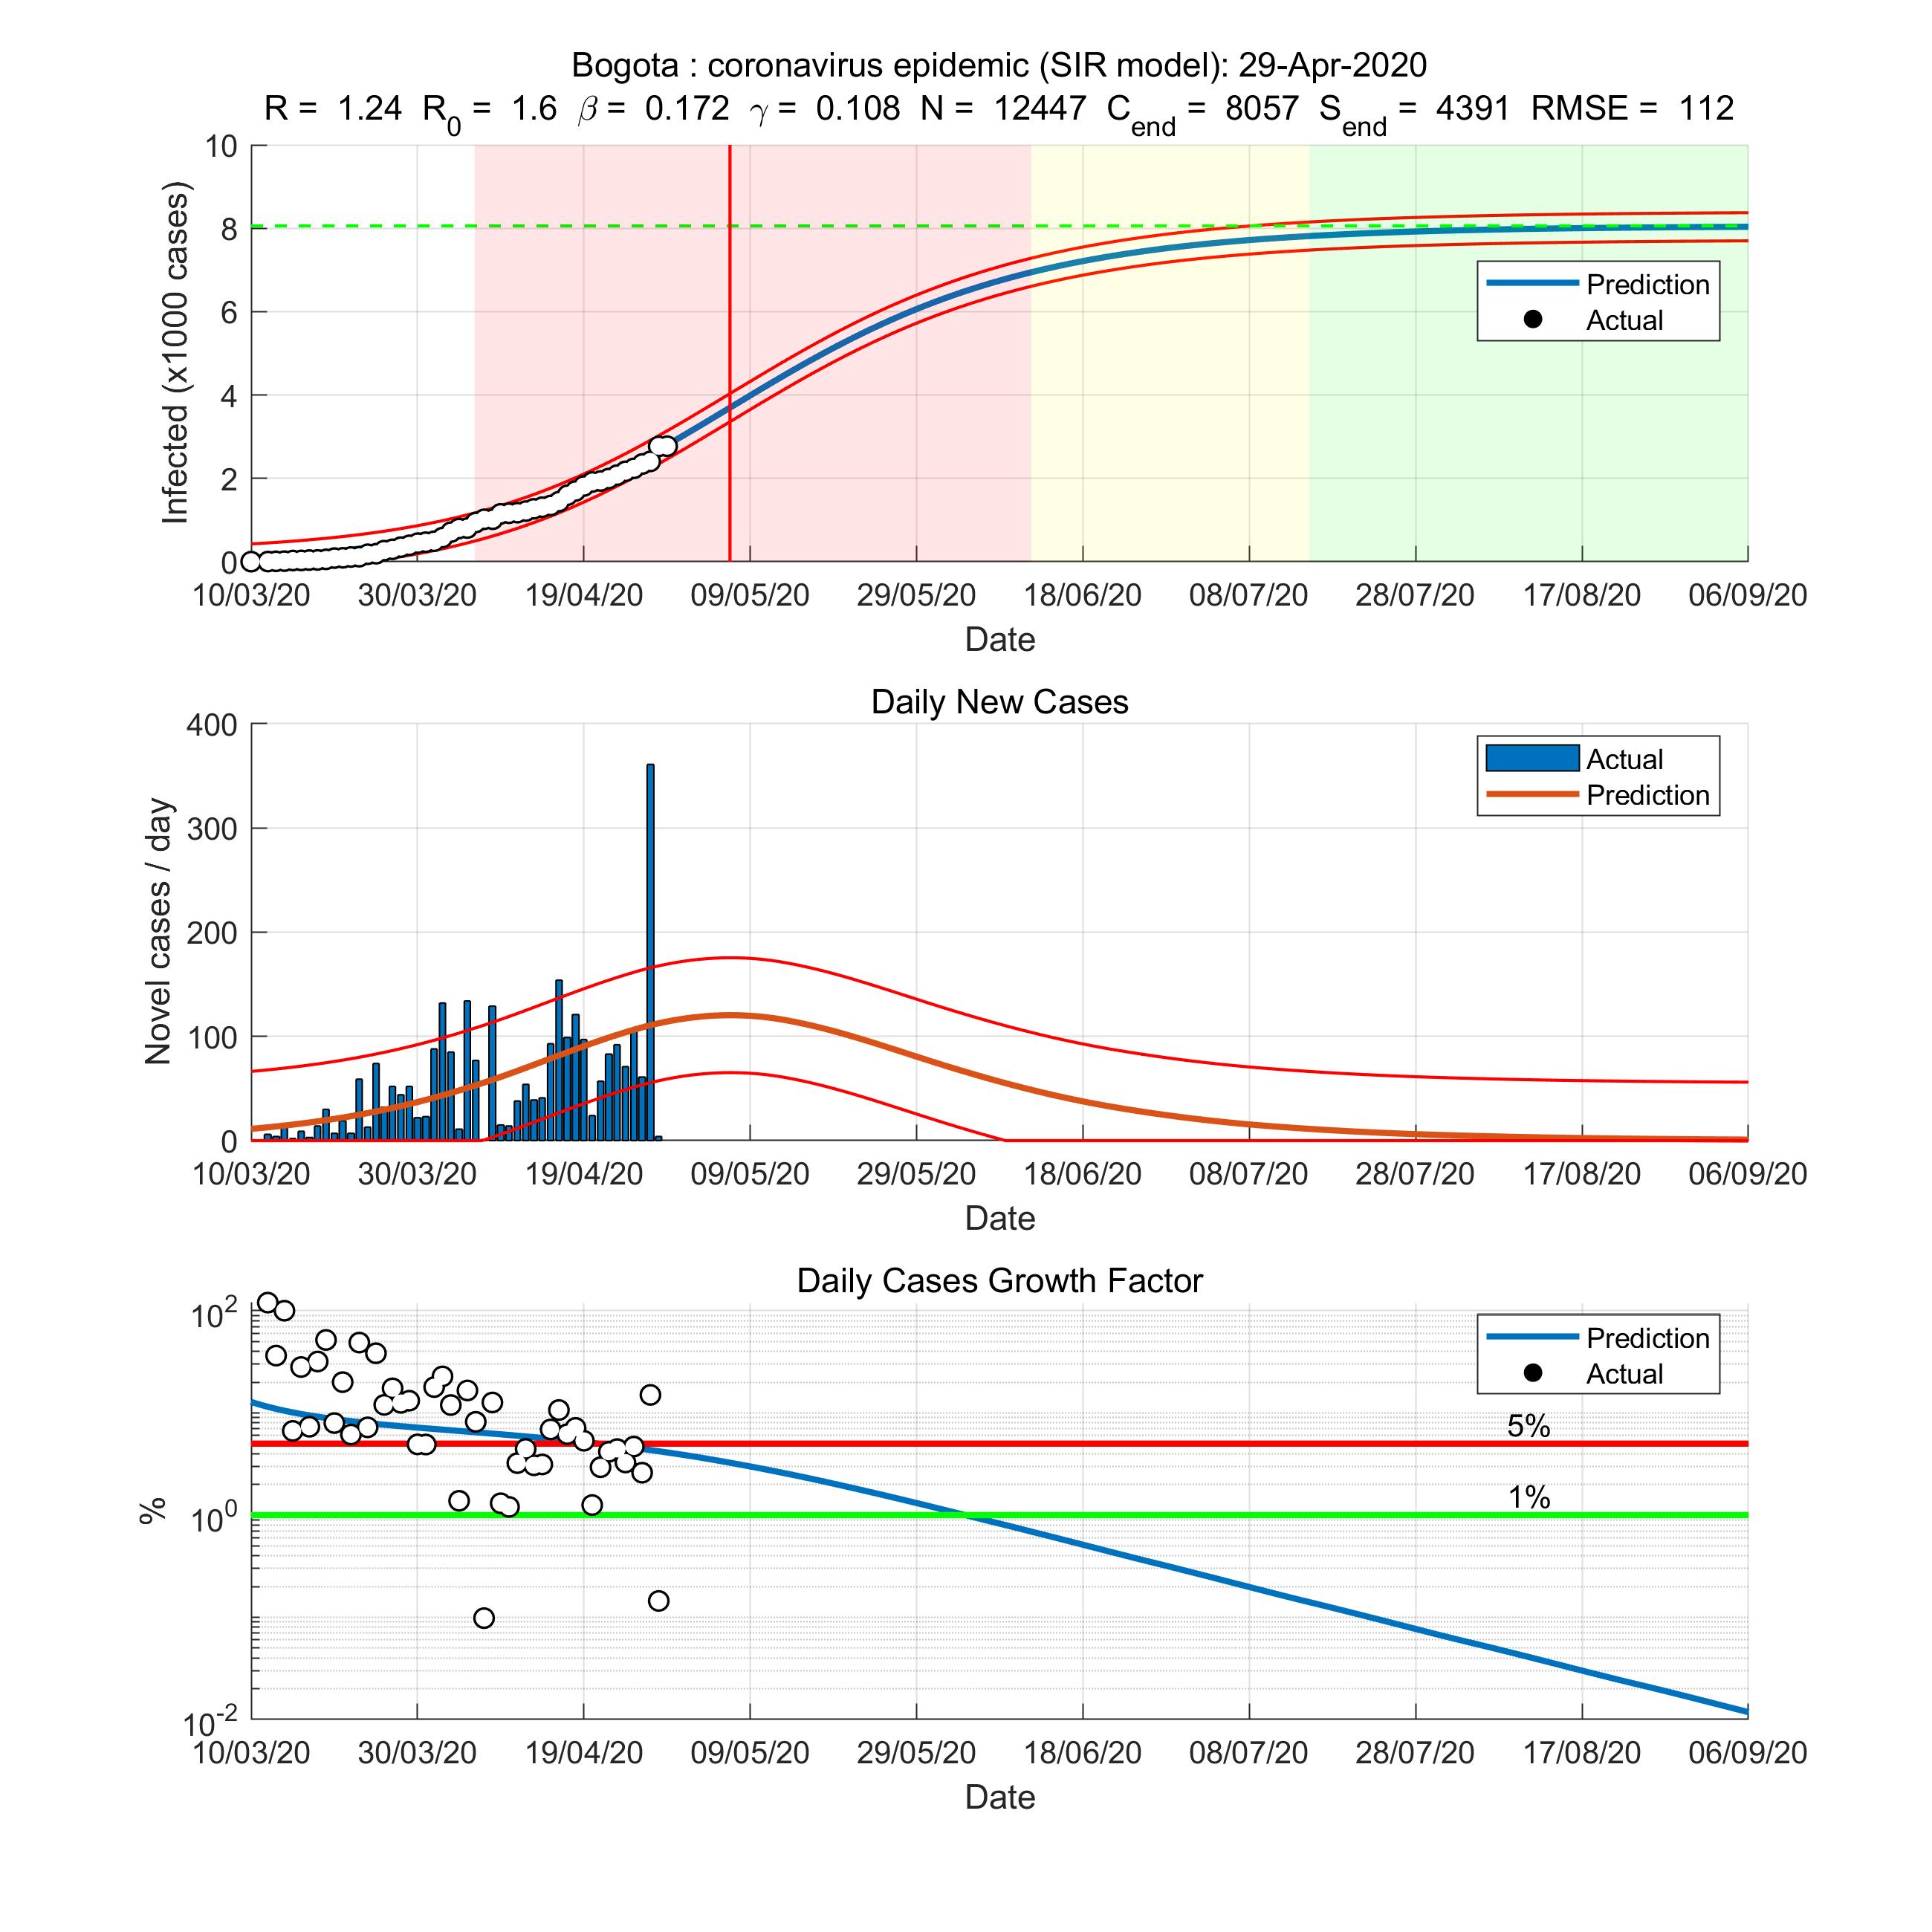 Bogota : coronavirus epidemic (SIR model): 29-Apr-2020
R = 1.24 R0 = 1.6 β = 0.172 γ = 0.108 N = 12447 Cend = 8057 Send = 4391 RMSE = 112
Infected (x1000 cases)
10
8
6
4
2
0
Prediction
Actual
10/03/20 30/03/20 19/04/20 09/05/20 29/05/20 18/06/20 08/07/20 28/07/20 17/08/20 06/09/20
Date
Daily New Cases
Novel cases / day
400
300
200
100
0
Actual
Prediction
10/03/20 30/03/20 19/04/20 09/05/20 29/05/20 18/06/20 08/07/20 28/07/20 17/08/20 06/09/20
Date
Daily Cases Growth Factor
%
10^2
10^0
10^-2
Prediction
Actual
5%
1%
10/03/20 30/03/20 19/04/20 09/05/20 29/05/20 18/06/20 08/07/20 28/07/20 17/08/20 06/09/20
Date